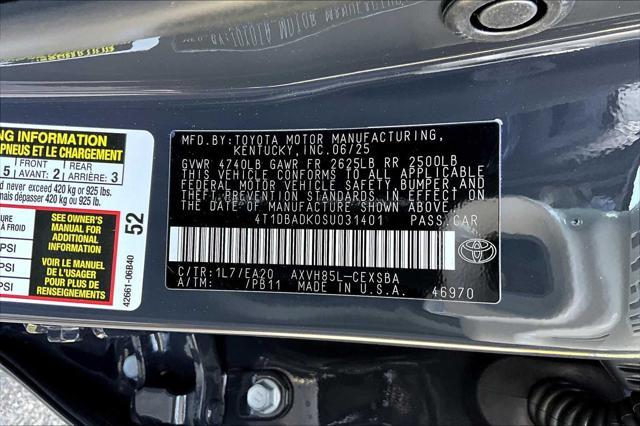 NG INFORMATION
PNEUS ET LE CHARGEMENT
5 FRONT AVANT 2 REAR ARRIÈRE 3
d never exceed 420 kg or 925 lbs.
mais dépasser 420 kg ou 925 lb.
SURE
PSI
PSI
PSI
SEE OWNER'S
MANUAL FOR
ADDITIONAL
INFORMATION
VOIR LE MANUEL
DE L'USAGER
POUR PLUS DE
RENSEIGNEMENTS
52
42661-06B40
MFD. BY: TOYOTA MOTOR MANUFACTURING,
KENTUCKY, INC. 06/25
GVWR 4740LB GAWR FR 2625LB RR 2500LB
THIS VEHICLE CONFORMS TO ALL APPLICABLE
FEDERAL MOTOR VEHICLE SAFETY, BUMPER, AND
THEFT PREVENTION STANDARDS IN EFFECT ON
THE DATE OF MANUFACTURE SHOWN ABOVE.
4T1DBADK0SU031401 PASS. CAR
C/TR: 1L7/EA20 AXVH85L-CEXSBA
A/TM: /PB11 MADE IN U.S.A. 46970